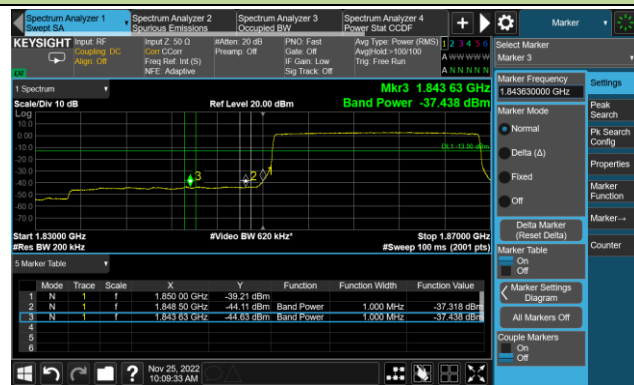 Spectrum Analyzer 1
Swept SA
Spectrum Analyzer 2
Spurious Emissions
Spectrum Analyzer 3
Occupied BW
Spectrum Analyzer 4
Power Stat CCDF
Marker
KEYSIGHT
Input: RF
Coupling: DC
Align: Off
Input Z: 50 Ω
Corr CCorr
Freq Ref: Int (S)
NFE: Adaptive
#Atten: 20 dB
Preamp: Off
PNO: Fast
Gate: Off
IF Gain: Low
Sig Track: Off
Avg Type: Power (RMS)
Avg|Hold:>100/100
Trig: Free Run
1 2 3 4 5 6
A W W W W W
A N N N N N
LNI
Select Marker
Marker 3
1 Spectrum
Scale/Div 10 dB
Ref Level 20.00 dBm
Mkr3 1.843 63 GHz
Band Power -37.438 dBm
Log
10.0
0.00
-10.0
-20.0
-30.0
-40.0
-50.0
-60.0
-70.0
DL1 -13.00 dBm
3
2
1
Start 1.83000 GHz
#Res BW 200 kHz
#Video BW 620 kHz*
Stop 1.87000 GHz
#Sweep 100 ms (2001 pts)
5 Marker Table
Mode Trace Scale X Y Function Function Width Function Value
1 N 1 f 1.850 00 GHz -39.21 dBm
2 N 1 f 1.848 50 GHz -44.11 dBm Band Power 1.000 MHz -37.318 dBm
3 N 1 f 1.843 63 GHz -44.63 dBm Band Power 1.000 MHz -37.438 dBm
4
5
6
Marker Frequency
1.843630000 GHz
Marker Mode
Normal
Delta (Δ)
Fixed
Off
Delta Marker
(Reset Delta)
Marker Table
On
Off
Marker Settings
Diagram
All Markers Off
Couple Markers
On
Off
Settings
Peak
Search
Pk Search
Config
Properties
Marker
Function
Marker→
Counter
?
Nov 25, 2022
10:09:33 AM